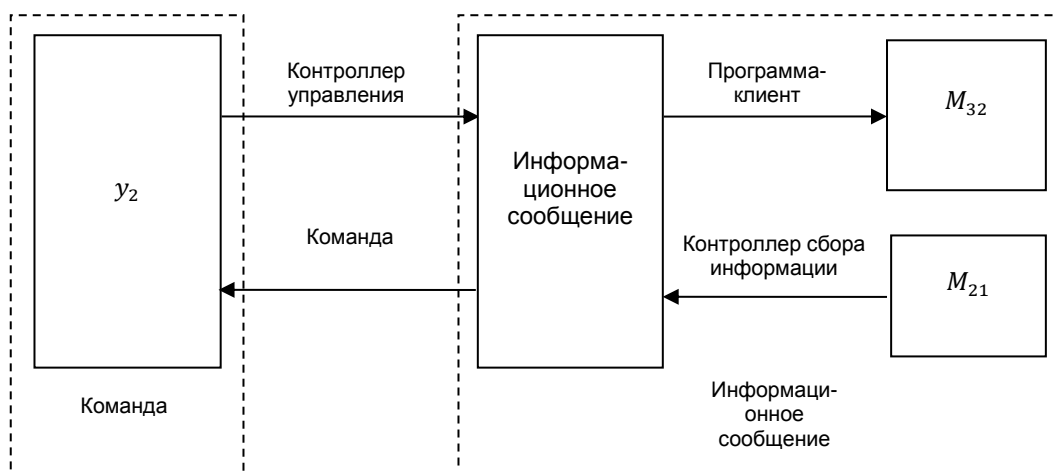 Контроллер
управления
Программа-
клиент
M₃₂
Информа-
ционное
сообщение
y₂
Команда
Контроллер сбора
информации
M₂₁
Команда
Информаци-
онное
сообщение